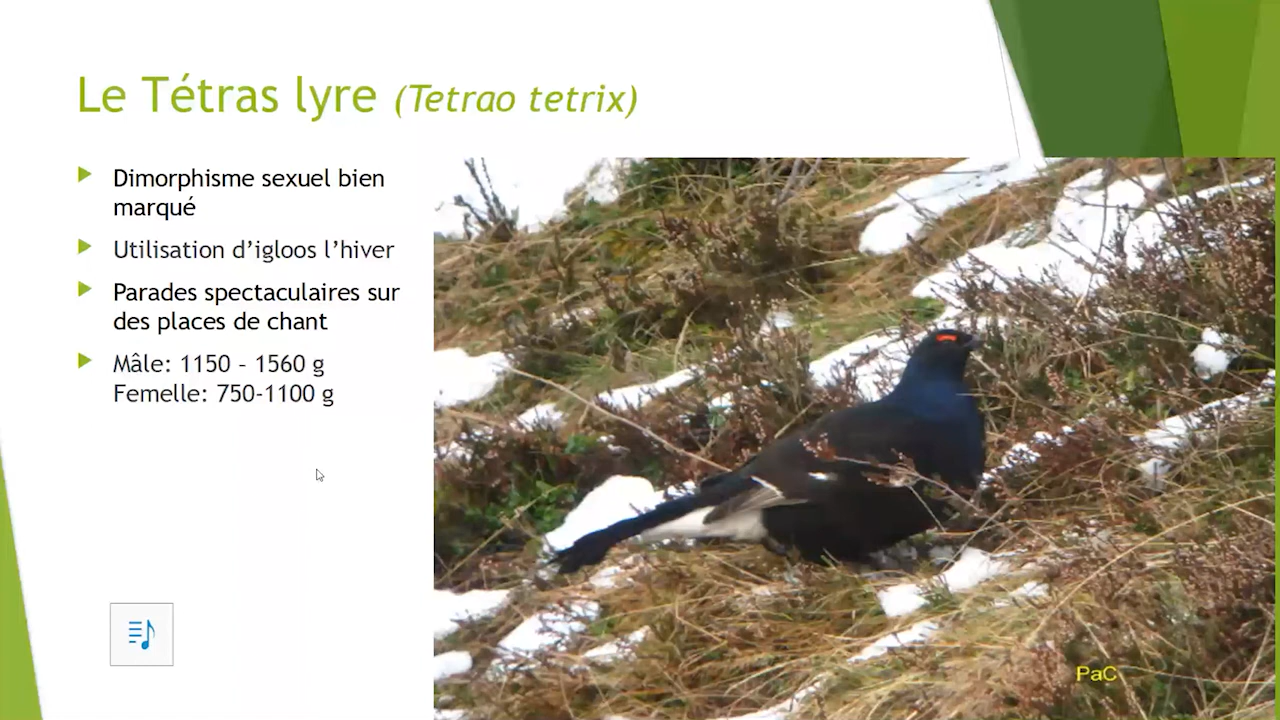 Le Tétras lyre (Tetrao tetrix)
Dimorphisme sexuel bien
marqué
Utilisation d’igloos l’hiver
Parades spectaculaires sur
des places de chant
Mâle: 1150 – 1560 g
Femelle: 750-1100 g
PaC